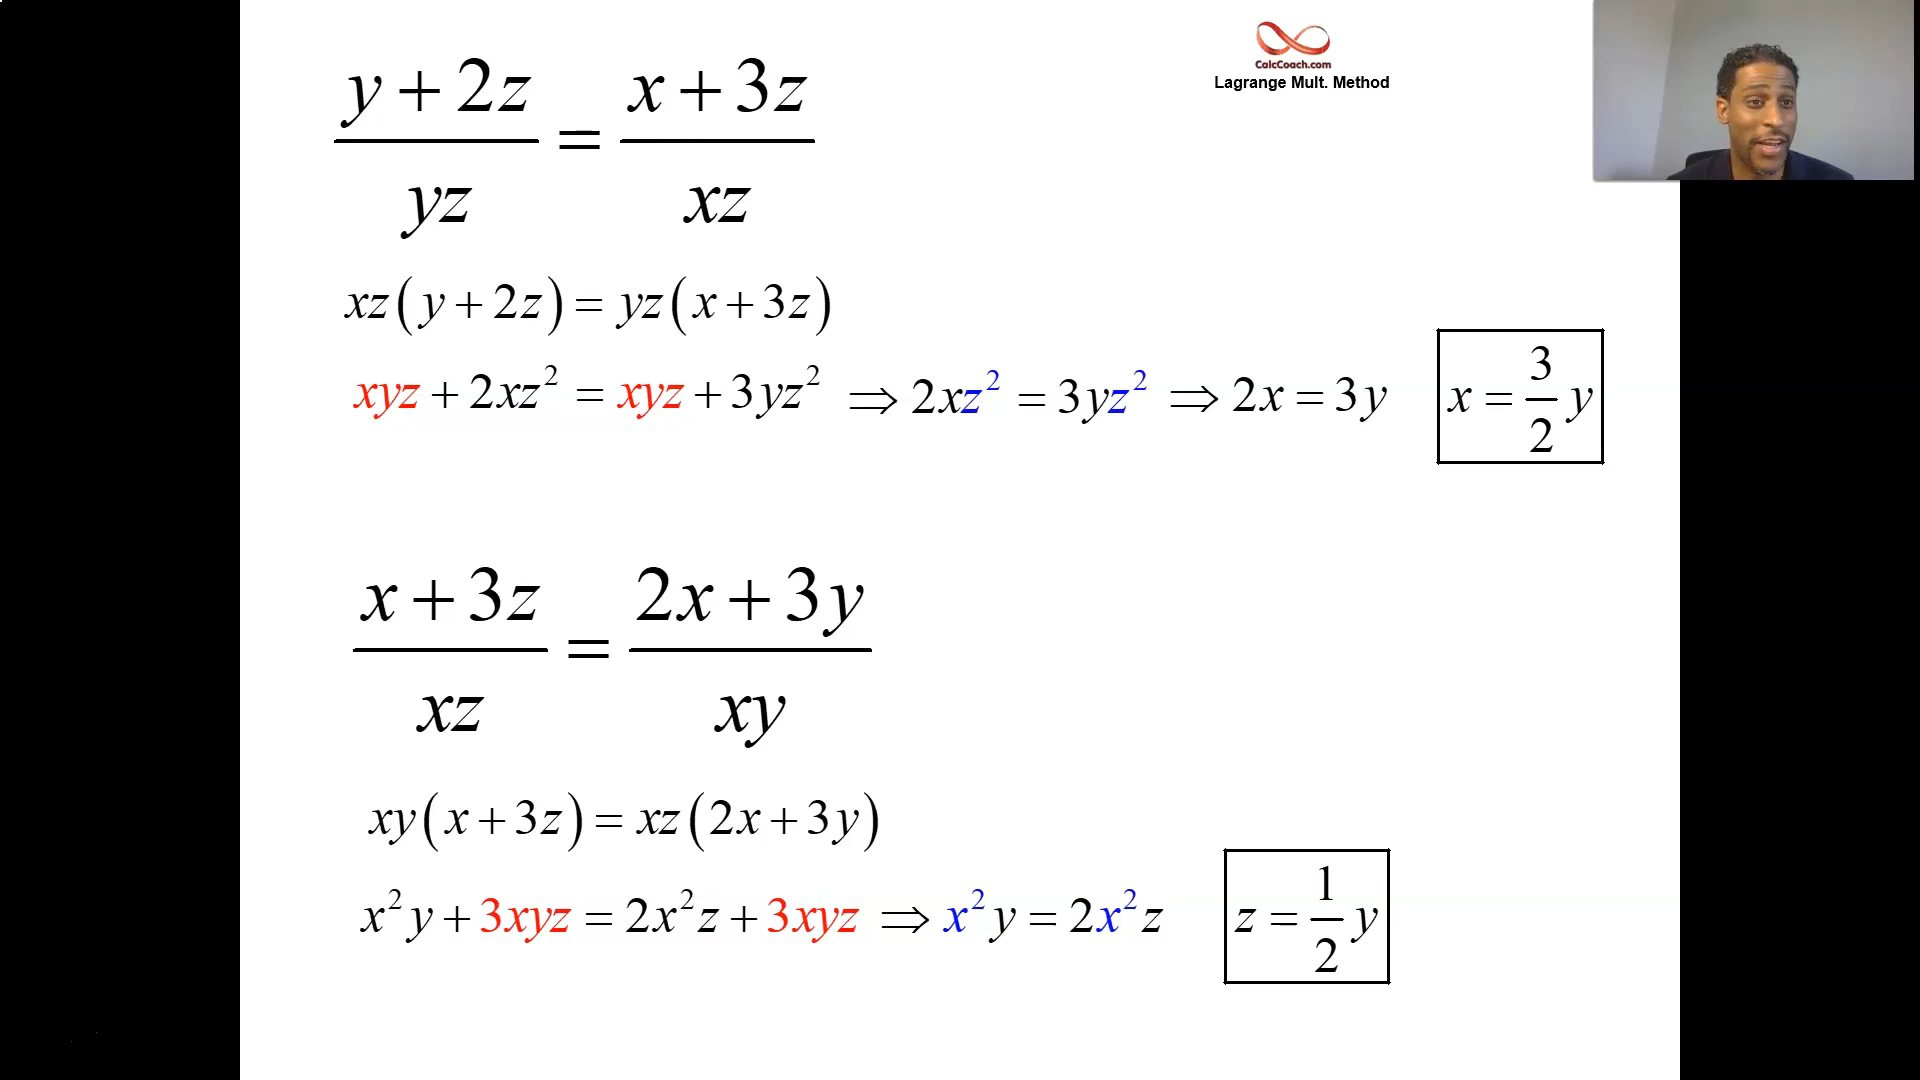 CalcCoach.com
Lagrange Mult. Method
y + 2z / yz = x + 3z / xz
xz(y + 2z) = yz(x + 3z)
xyz + 2xz² = xyz + 3yz² ⇒ 2xz² = 3yz² ⇒ 2x = 3y x = 3/2 y
x + 3z / xz = 2x + 3y / xy
xy(x + 3z) = xz(2x + 3y)
x²y + 3xyz = 2x²z + 3xyz ⇒ x²y = 2x²z z = 1/2 y